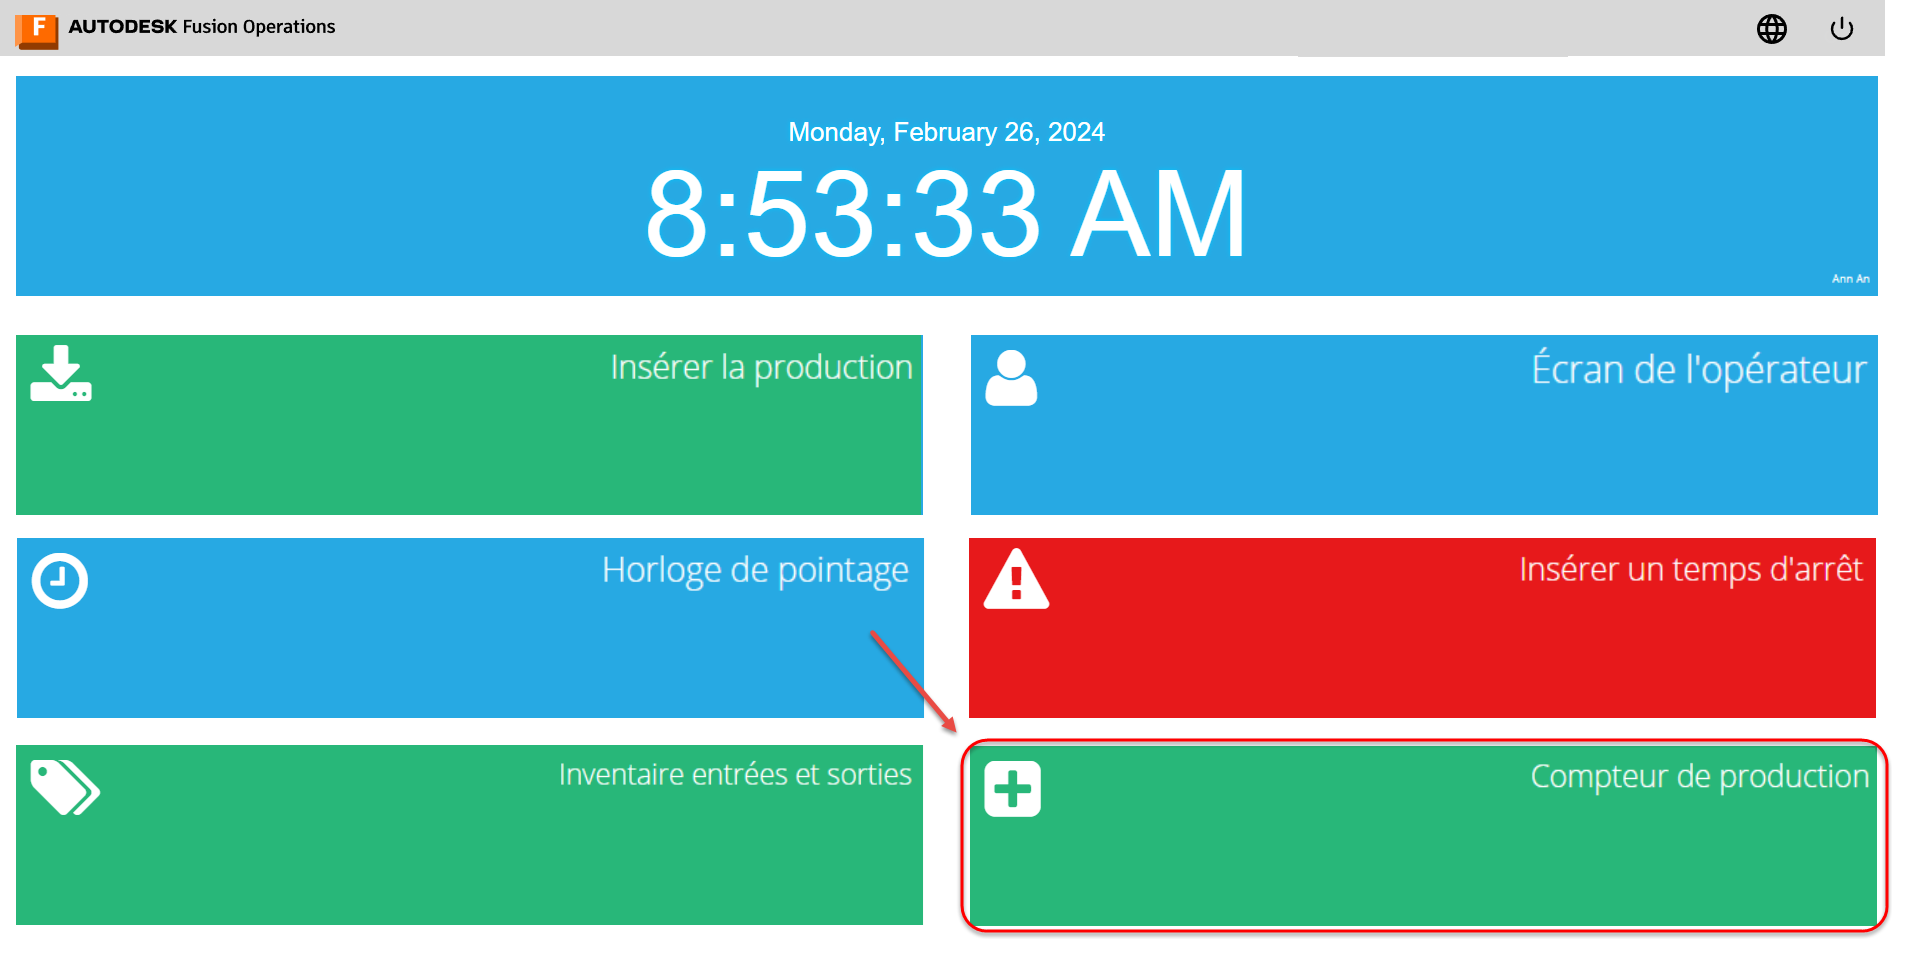 F AUTODESK Fusion Operations
Monday, February 26, 2024
8:53:33 AM
Ann An
Insérer la production
Écran de l'opérateur
Horloge de pointage
Insérer un temps d'arrêt
Inventaire entrées et sorties
Compteur de production